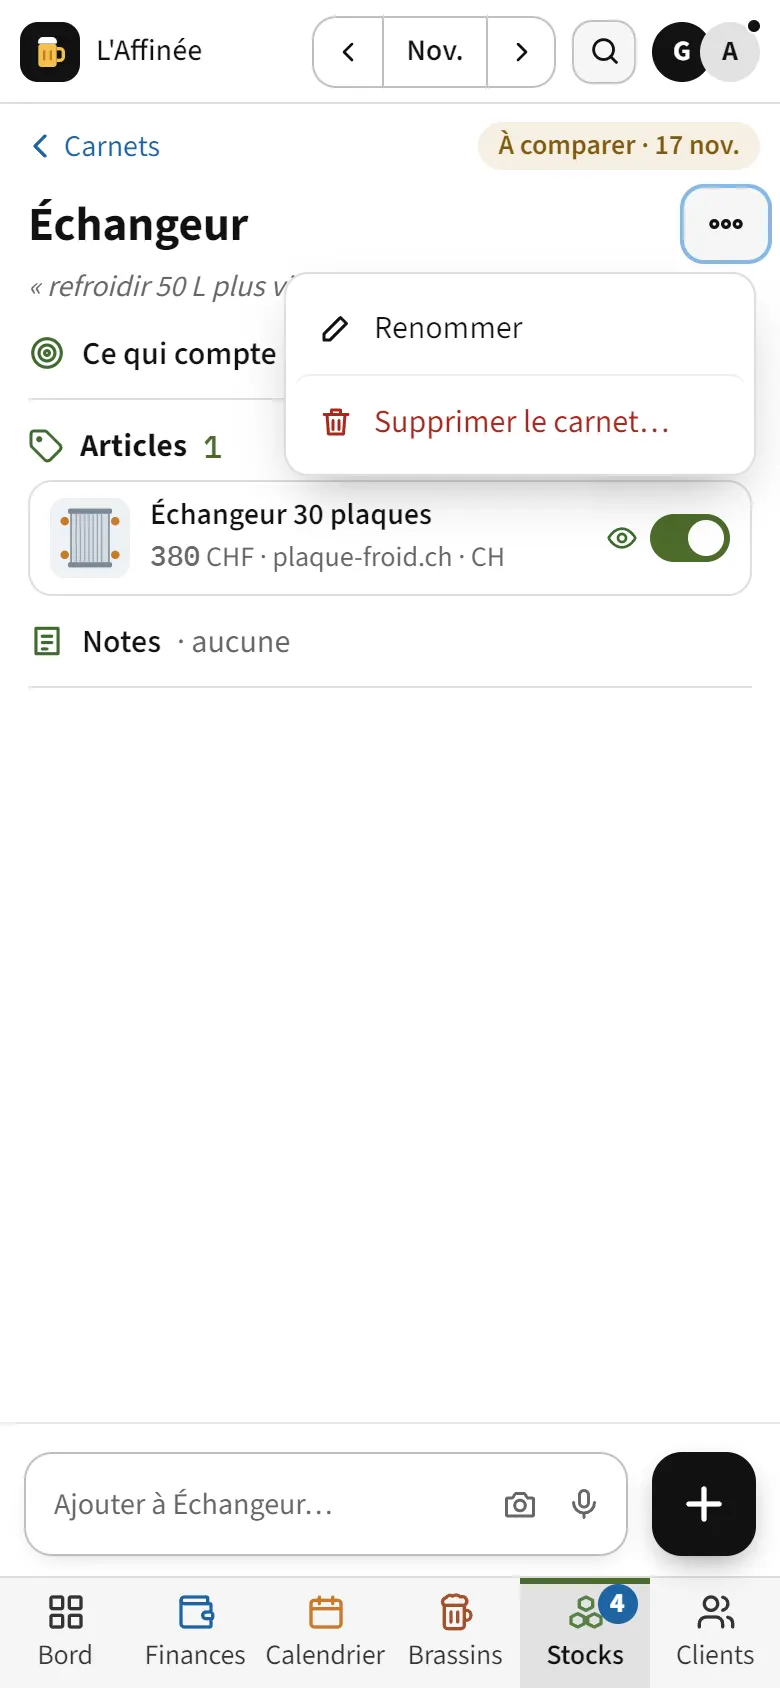 L'Affinée
Nov.
G
A
Carnets
À comparer · 17 nov.
Échangeur
« refroidir 50 L plus
Renommer
Ce qui compte
Supprimer le carnet…
Articles 1
Échangeur 30 plaques
380 CHF · plaque-froid.ch · CH
Notes · aucune
Ajouter à Échangeur…
4
Bord
Finances
Calendrier
Brassins
Stocks
Clients